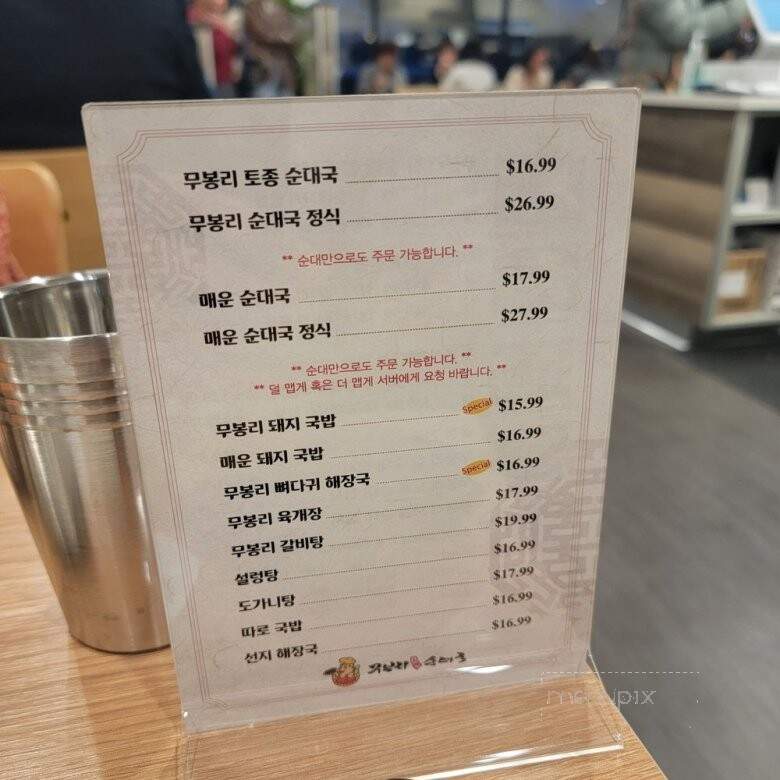 무봉리 토종 순대국 $16.99
무봉리 순대국 정식 $26.99
** 순대만으로도 주문 가능합니다. **
매운 순대국 $17.99
매운 순대국 정식 $27.99
** 순대만으로도 주문 가능합니다. **
** 덜 맵게 혹은 더 맵게 서버에게 요청 바랍니다. **
무봉리 돼지 국밥 Special $15.99
매운 돼지 국밥 $16.99
무봉리 뼈다귀 해장국 Special $16.99
무봉리 육개장 $17.99
무봉리 갈비탕 $19.99
설렁탕 $16.99
도가니탕 $17.99
따로 국밥 $16.99
선지 해장국 $16.99
무봉리 순대국
menupix